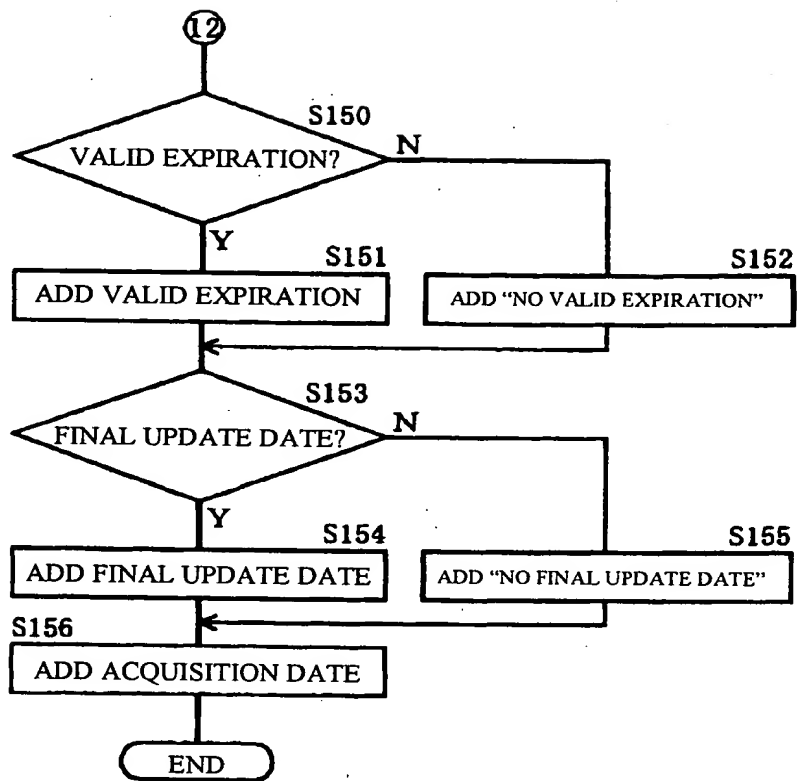 12
S150
VALID EXPIRATION?
N
Y
S151
ADD VALID EXPIRATION
S152
ADD "NO VALID EXPIRATION"
S153
FINAL UPDATE DATE?
N
Y
S154
ADD FINAL UPDATE DATE
S155
ADD "NO FINAL UPDATE DATE"
S156
ADD ACQUISITION DATE
END